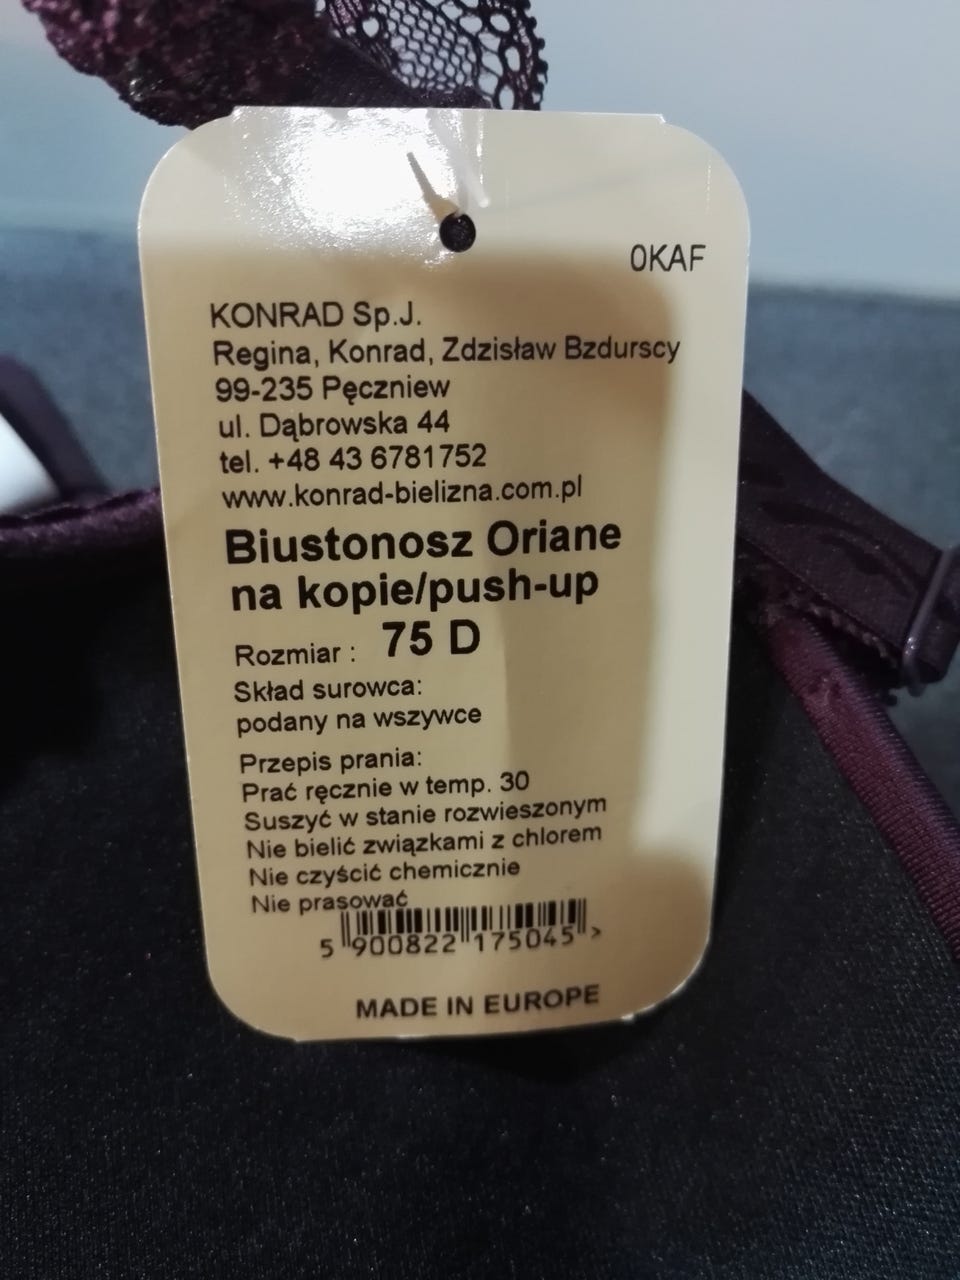 0KAF
KONRAD Sp.J.
Regina, Konrad, Zdzisław Bzdurscy
99-235 Pęczniew
ul. Dąbrowska 44
tel. +48 43 6781752
www.konrad-bielizna.com.pl
Biustonosz Oriane
na kopie/push-up
Rozmiar : 75 D
Skład surowca:
podany na wszywce
Przepis prania:
Prać ręcznie w temp. 30
Suszyć w stanie rozwieszonym
Nie bielić związkami z chlorem
Nie czyścić chemicznie
Nie prasować
5 900822 175045 >
MADE IN EUROPE